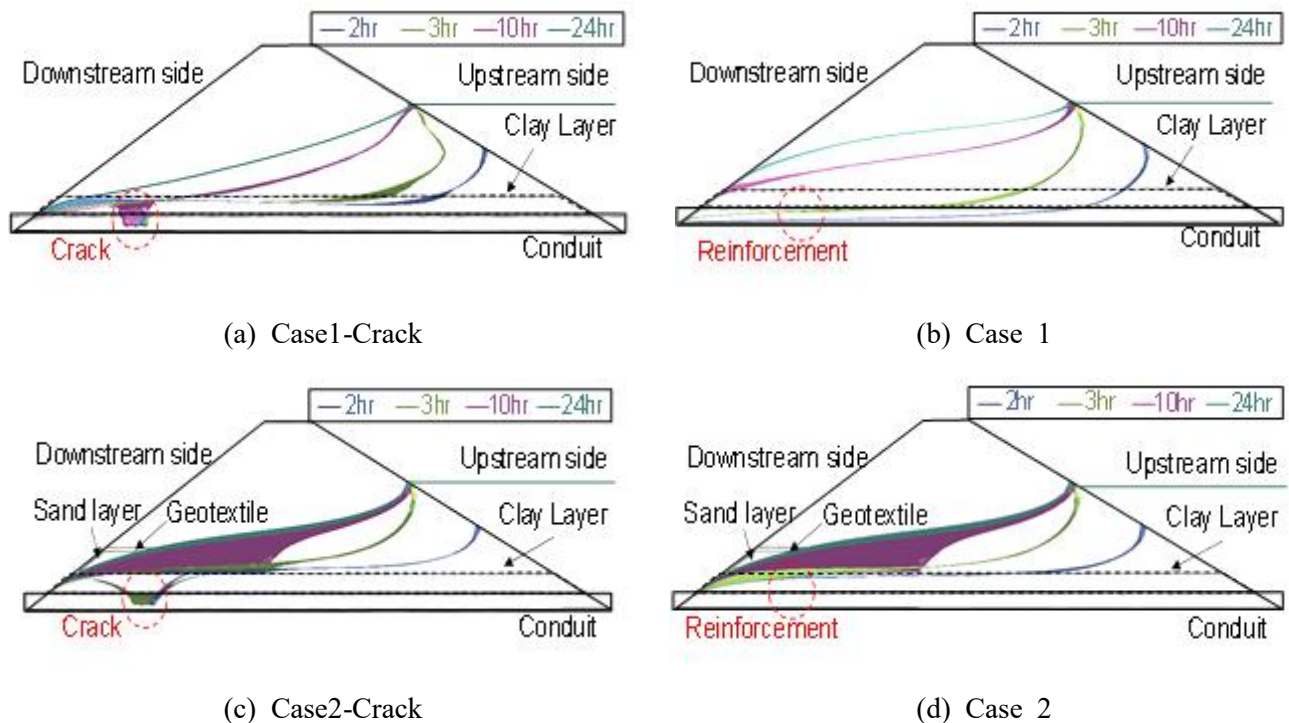 —2hr —3hr —10hr —24hr
Downstream side
Upstream side
Clay Layer
Crack
Conduit
(a) Case1-Crack
—2hr —3hr —10hr —24hr
Downstream side
Upstream side
Clay Layer
Reinforcement
Conduit
(b) Case 1
—2hr —3hr —10hr —24hr
Downstream side
Upstream side
Sand layer
Geotextile
Clay Layer
Crack
Conduit
(c) Case2-Crack
—2hr —3hr —10hr —24hr
Downstream side
Upstream side
Sand layer
Geotextile
Clay Layer
Reinforcement
Conduit
(d) Case 2